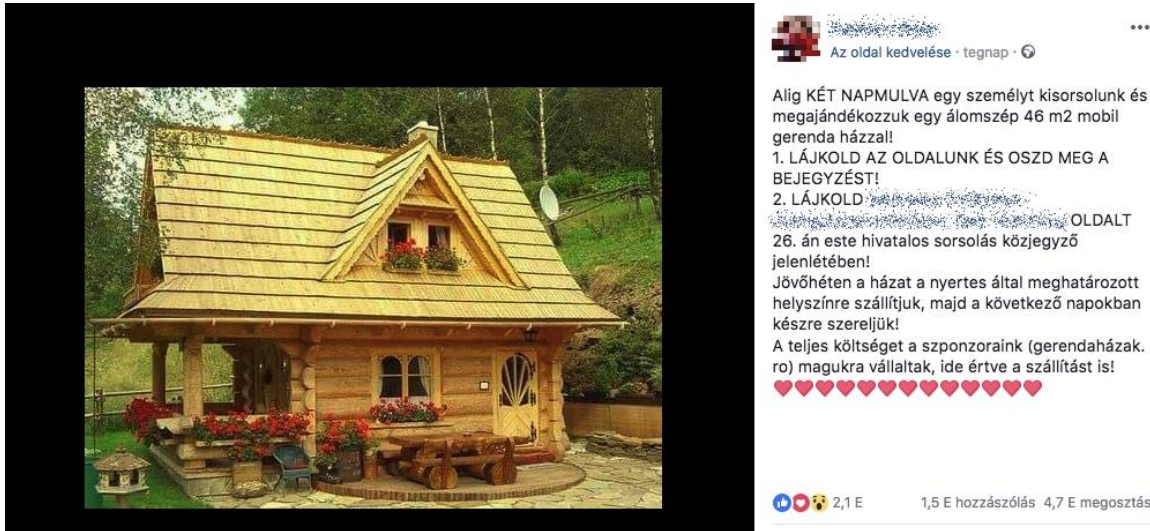 Az oldal kedvelése · tegnap ·
Alig KÉT NAPMULVA egy személyt kisorsolunk és
megajándékozzuk egy álomszép 46 m2 mobil
gerenda házzal!
1. LÁJKOLD AZ OLDALUNK ÉS OSZD MEG A
BEJEGYZÉST!
2. LÁJKOLD
OLDALT
26. án este hivatalos sorsolás közjegyző
jelenlétében!
Jövőhéten a házat a nyertes által meghatározott
helyszínre szállítjuk, majd a következő napokban
készre szereljük!
A teljes költséget a szponzoraink (gerendaházak.
ro) magukra vállaltak, ide értve a szállítást is!
2,1 E 1,5 E hozzászólás 4,7 E megosztás